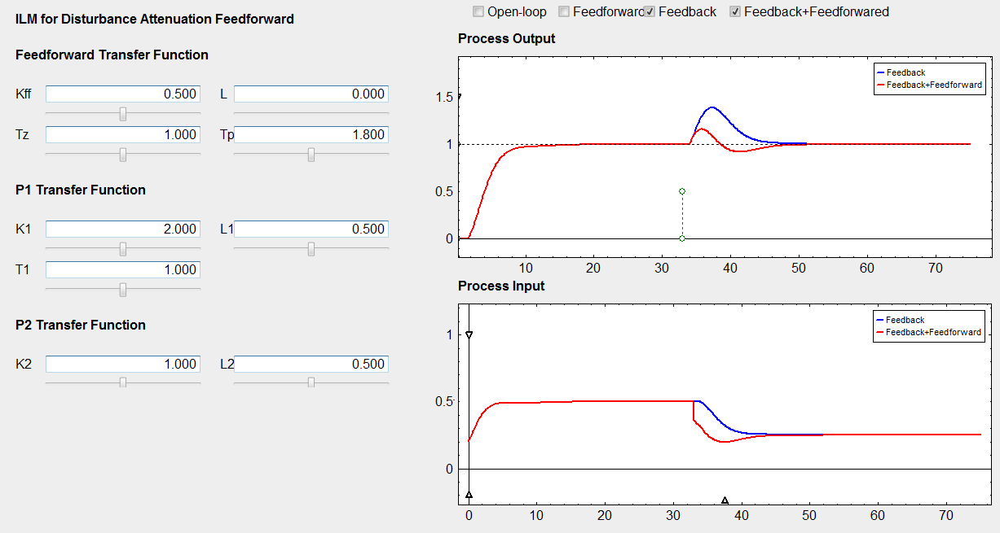 ILM for Disturbance Attenuation Feedforward
Feedforward Transfer Function
Kff 0.500 L 0.000
Tz 1.000 Tp 1.800
P1 Transfer Function
K1 2.000 L1 0.500
T1 1.000
P2 Transfer Function
K2 1.000 L2 0.500
Open-loop Feedforward Feedback Feedback+Feedforwared
Process Output
Feedback
Feedback+Feedforward
1.5
1
0.5
0
10 20 30 40 50 60 70
Process Input
Feedback
Feedback+Feedforward
1
0.5
0
0 10 20 30 40 50 60 70